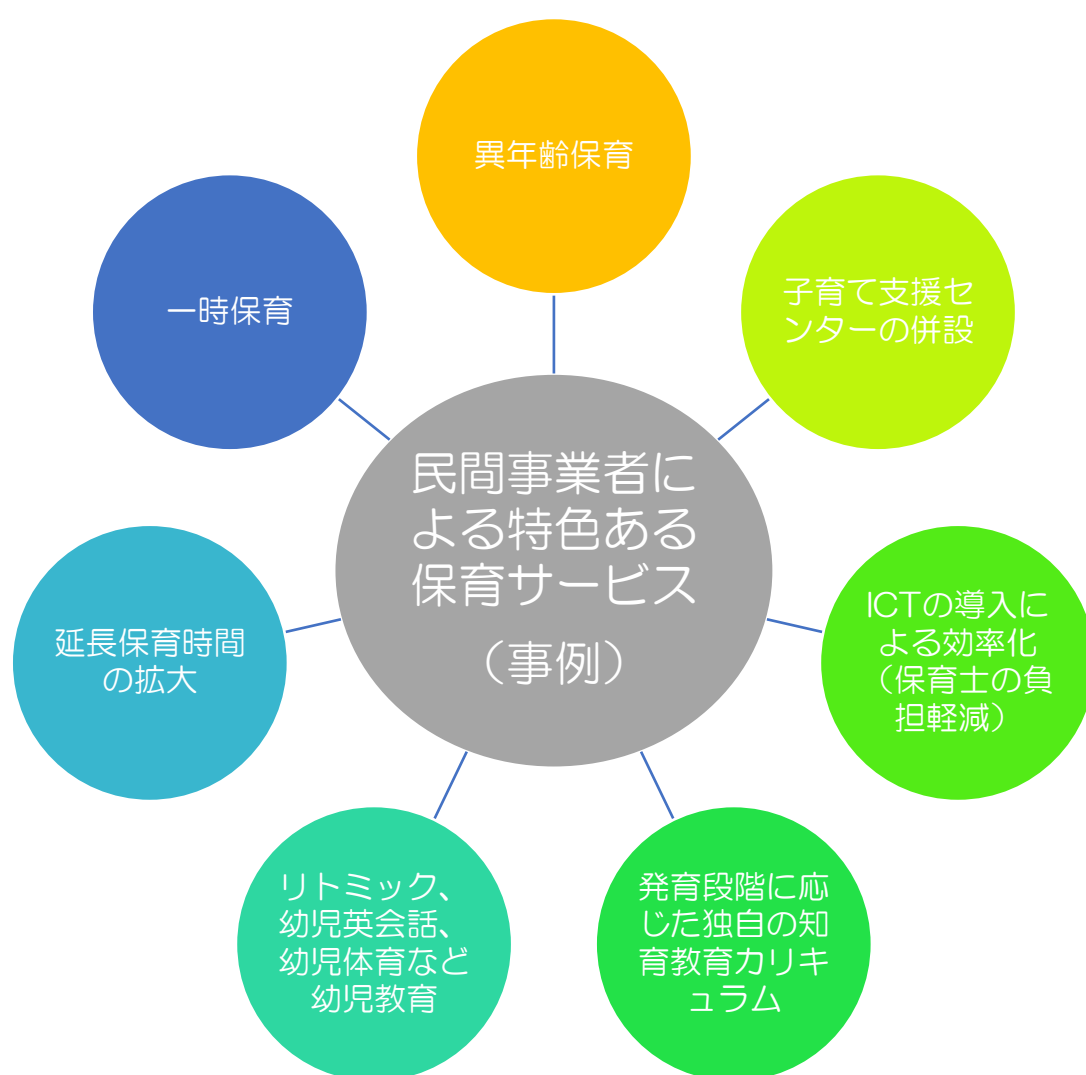 異年齢保育
一時保育
子育て支援セ
ンターの併設
民間事業者に
よる特色ある
保育サービス
（事例）
延長保育時間
の拡大
ICTの導入に
よる効率化
（保育士の負
担軽減）
リトミック、
幼児英会話、
幼児体育など
幼児教育
発育段階に応
じた独自の知
育教育カリキ
ュラム